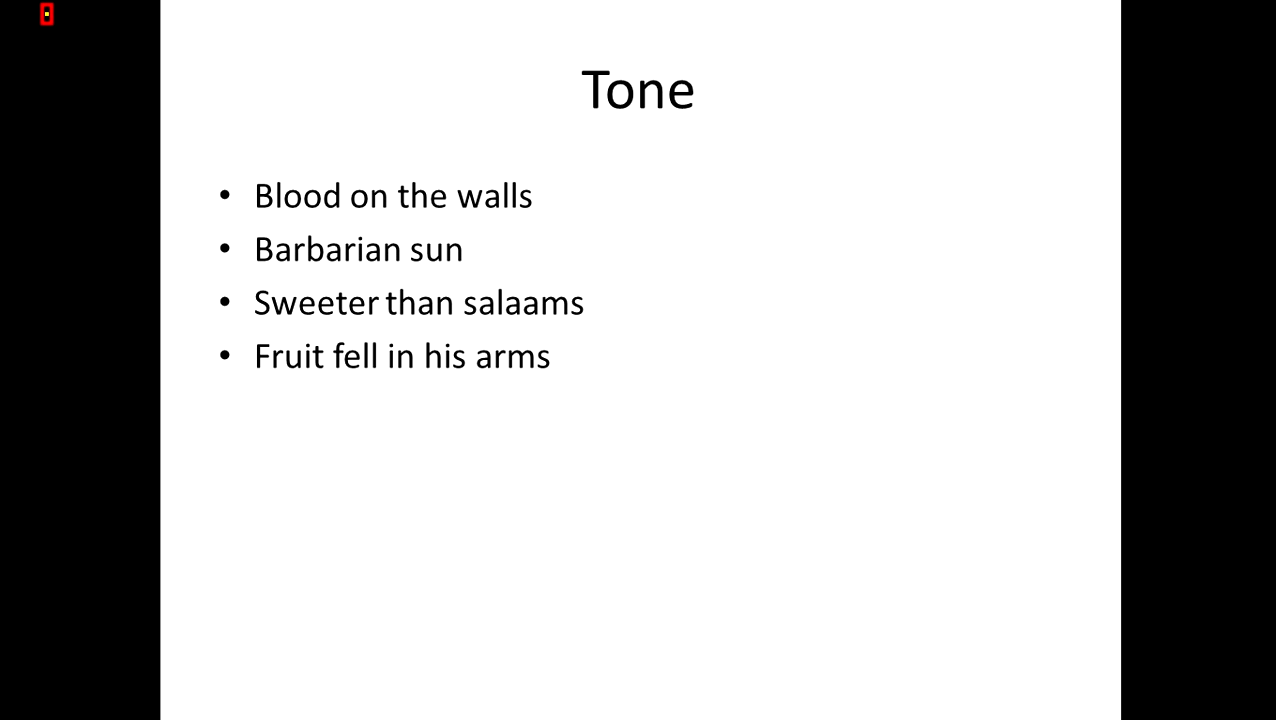 Tone
• Blood on the walls
• Barbarian sun
• Sweeter than salaams
• Fruit fell in his arms